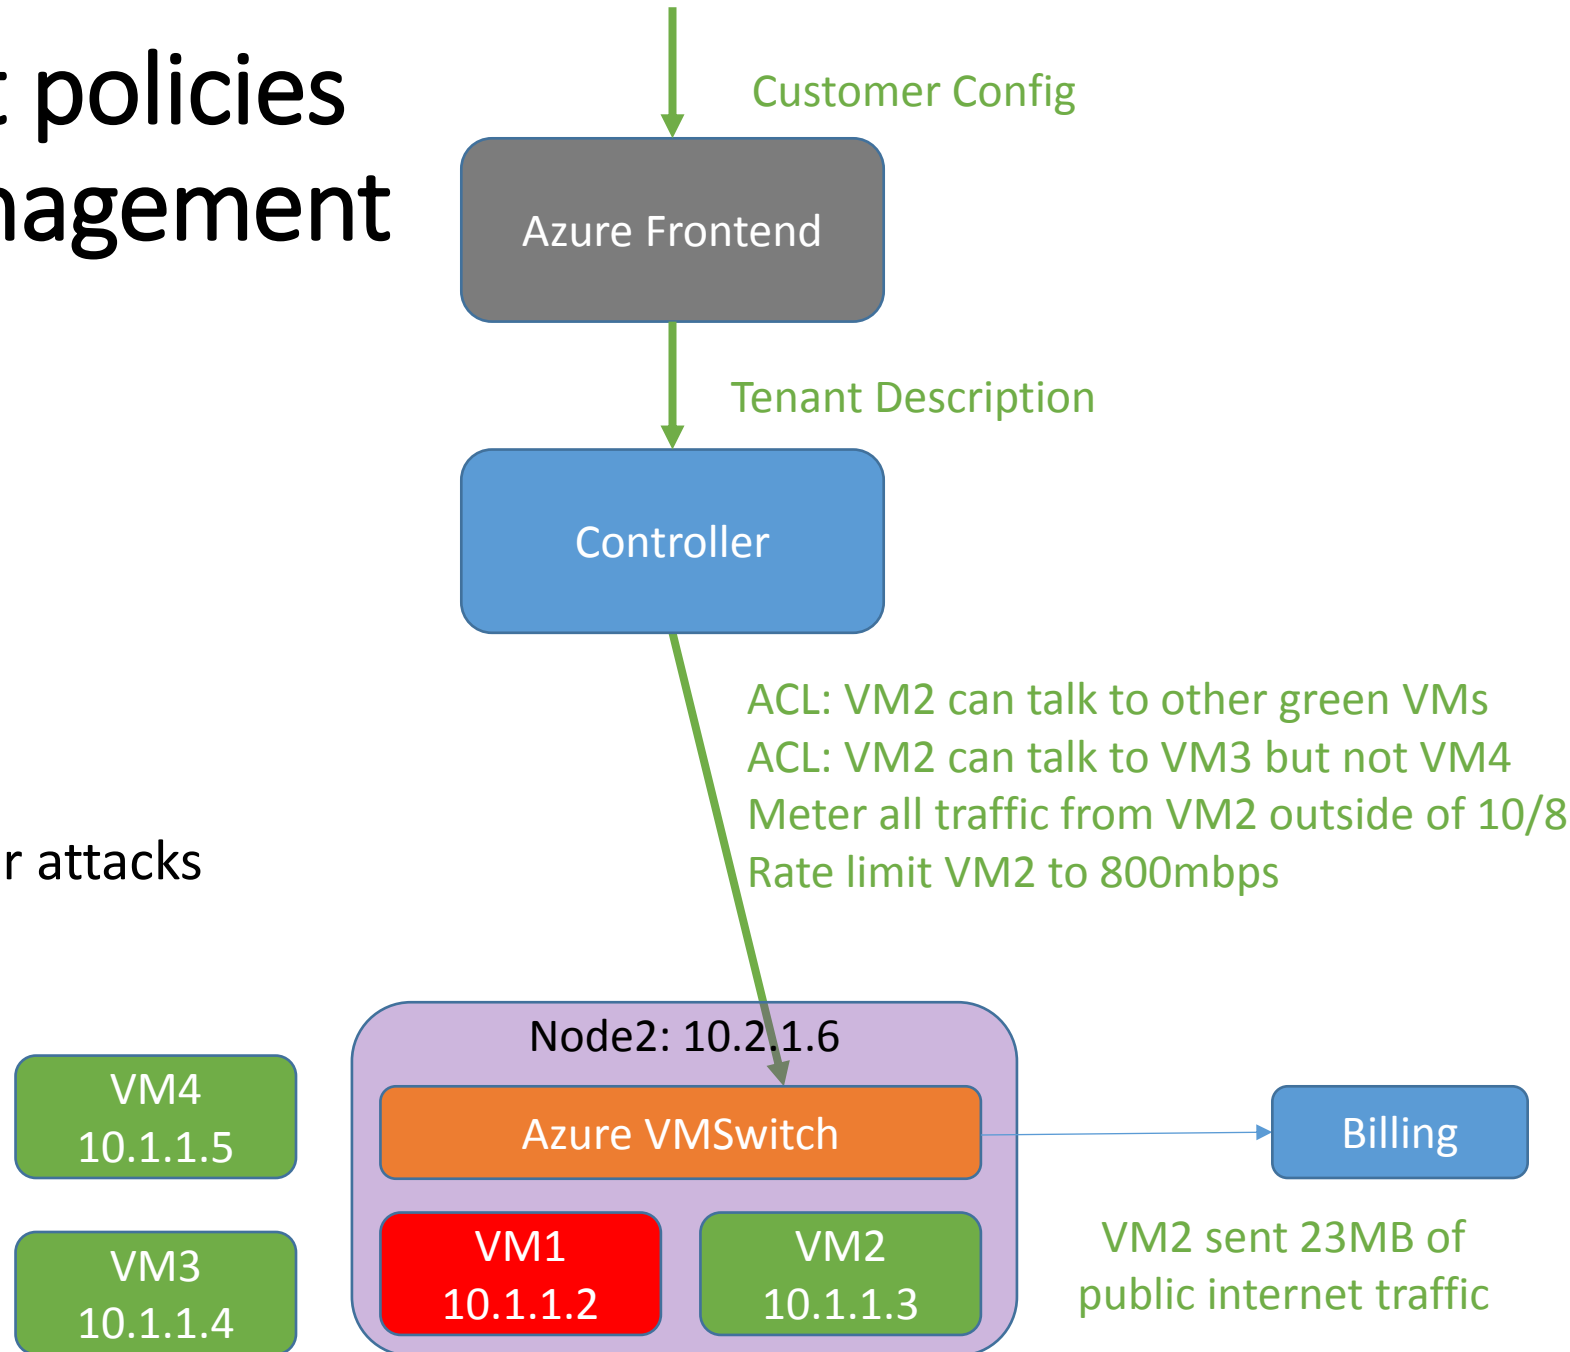 t policies
nagement
Customer Config
Azure Frontend
Tenant Description
Controller
ACL: VM2 can talk to other green VMs
ACL: VM2 can talk to VM3 but not VM4
Meter all traffic from VM2 outside of 10/8
Rate limit VM2 to 800mbps
r attacks
Node2: 10.2.1.6
Azure VMSwitch
Billing
VM4
10.1.1.5
VM1
10.1.1.2
VM2
10.1.1.3
VM2 sent 23MB of
public internet traffic
VM3
10.1.1.4